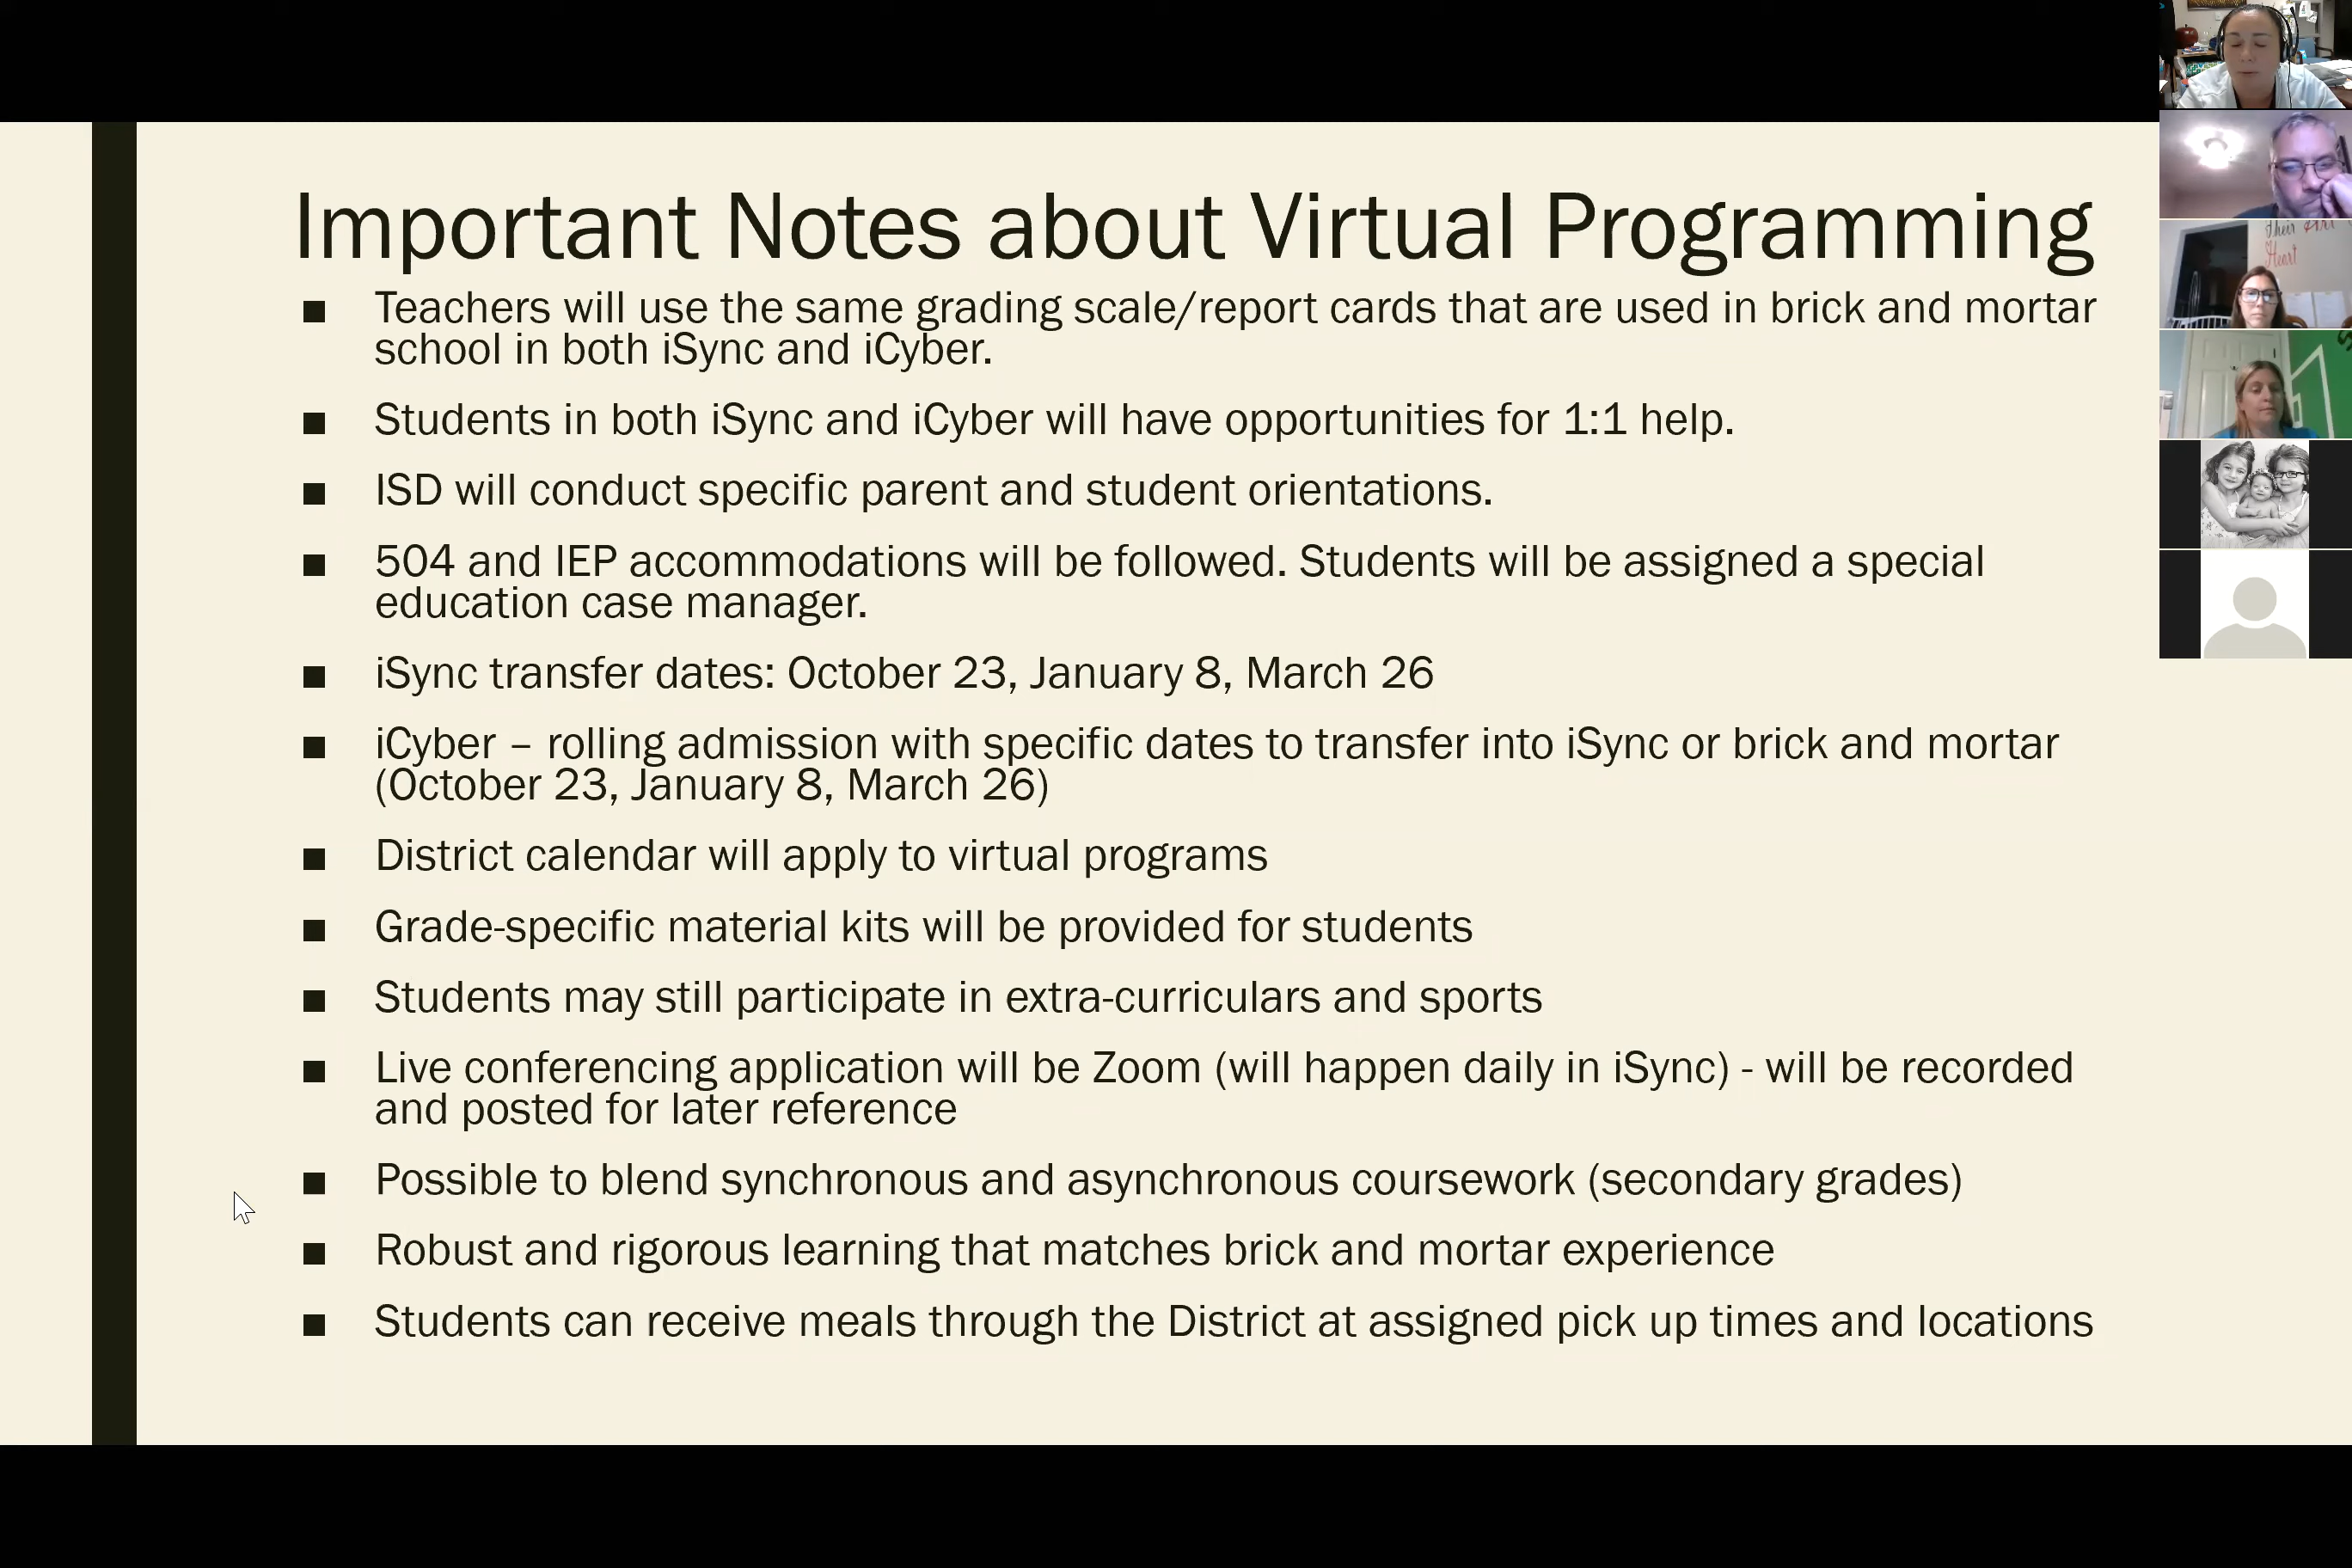 Important Notes about Virtual Programming
■ Teachers will use the same grading scale/report cards that are used in brick and mortar
school in both iSync and iCyber.
■ Students in both iSync and iCyber will have opportunities for 1:1 help.
■ ISD will conduct specific parent and student orientations.
■ 504 and IEP accommodations will be followed. Students will be assigned a special
education case manager.
■ iSync transfer dates: October 23, January 8, March 26
■ iCyber – rolling admission with specific dates to transfer into iSync or brick and mortar
(October 23, January 8, March 26)
■ District calendar will apply to virtual programs
■ Grade-specific material kits will be provided for students
■ Students may still participate in extra-curriculars and sports
■ Live conferencing application will be Zoom (will happen daily in iSync) - will be recorded
and posted for later reference
■ Possible to blend synchronous and asynchronous coursework (secondary grades)
■ Robust and rigorous learning that matches brick and mortar experience
■ Students can receive meals through the District at assigned pick up times and locations
Their
Heart